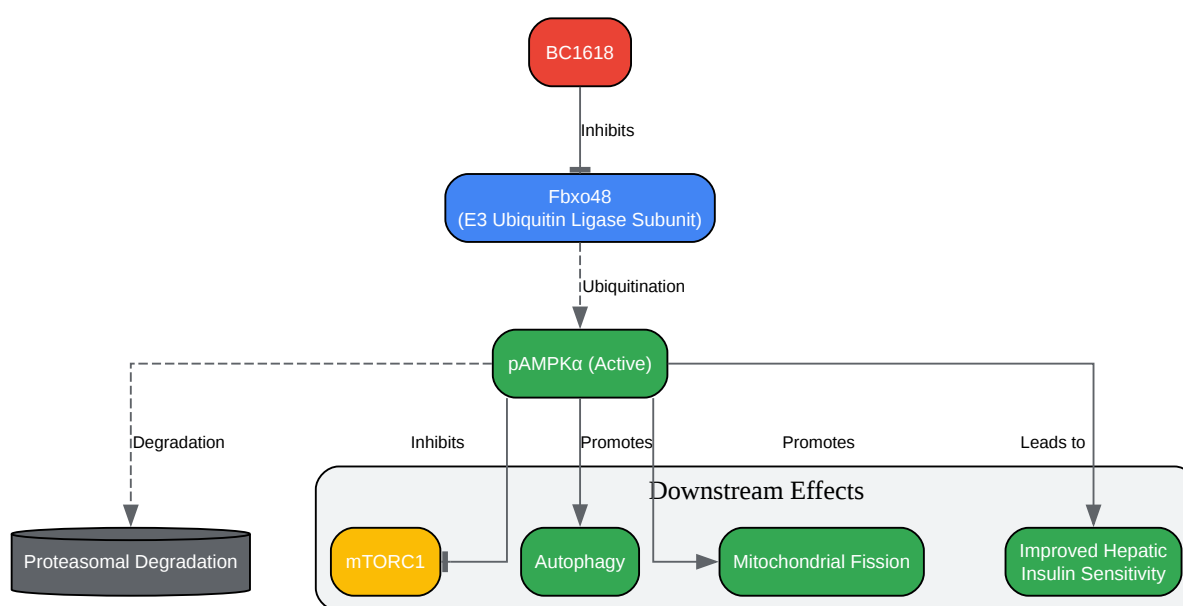 BC1618
Inhibits
Fbxo48
(E3 Ubiquitin Ligase Subunit)
Ubiquitination
pAMPKα (Active)
Degradation
Inhibits
Promotes
Promotes
Leads to
Downstream Effects
Proteasomal Degradation
mTORC1
Autophagy
Mitochondrial Fission
Improved Hepatic
Insulin Sensitivity